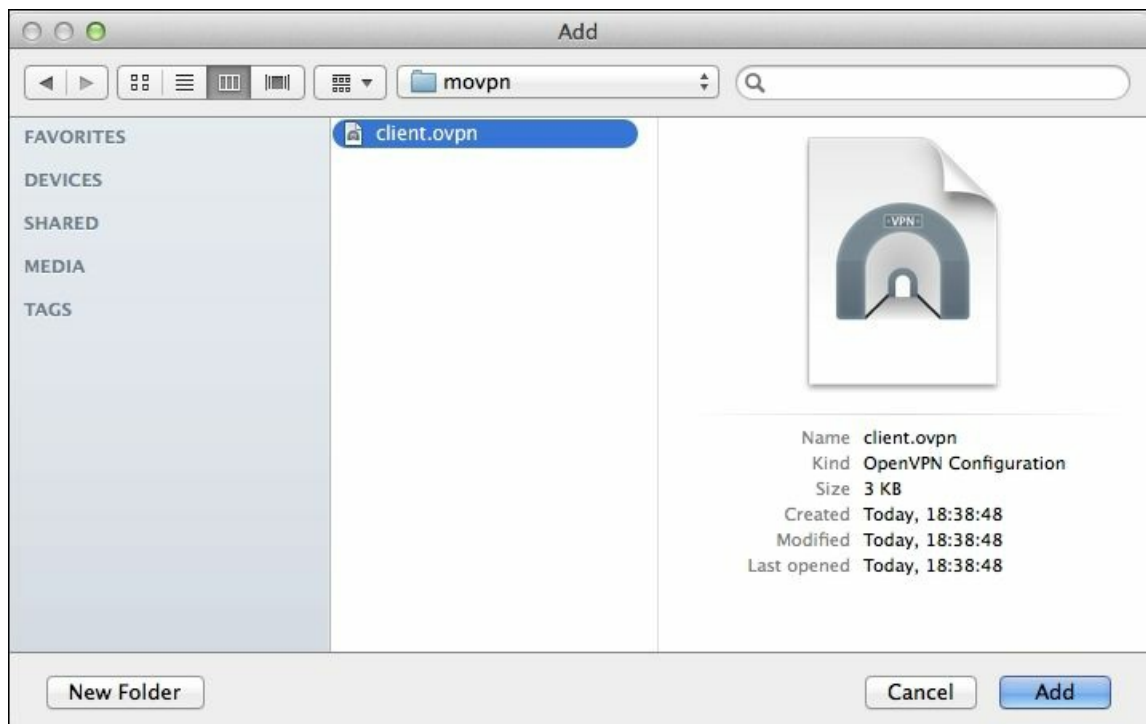 Add
movpn
FAVORITES
DEVICES
SHARED
MEDIA
TAGS
client.ovpn
VPN
Name client.ovpn
Kind OpenVPN Configuration
Size 3 KB
Created Today, 18:38:48
Modified Today, 18:38:48
Last opened Today, 18:38:48
New Folder
Cancel
Add